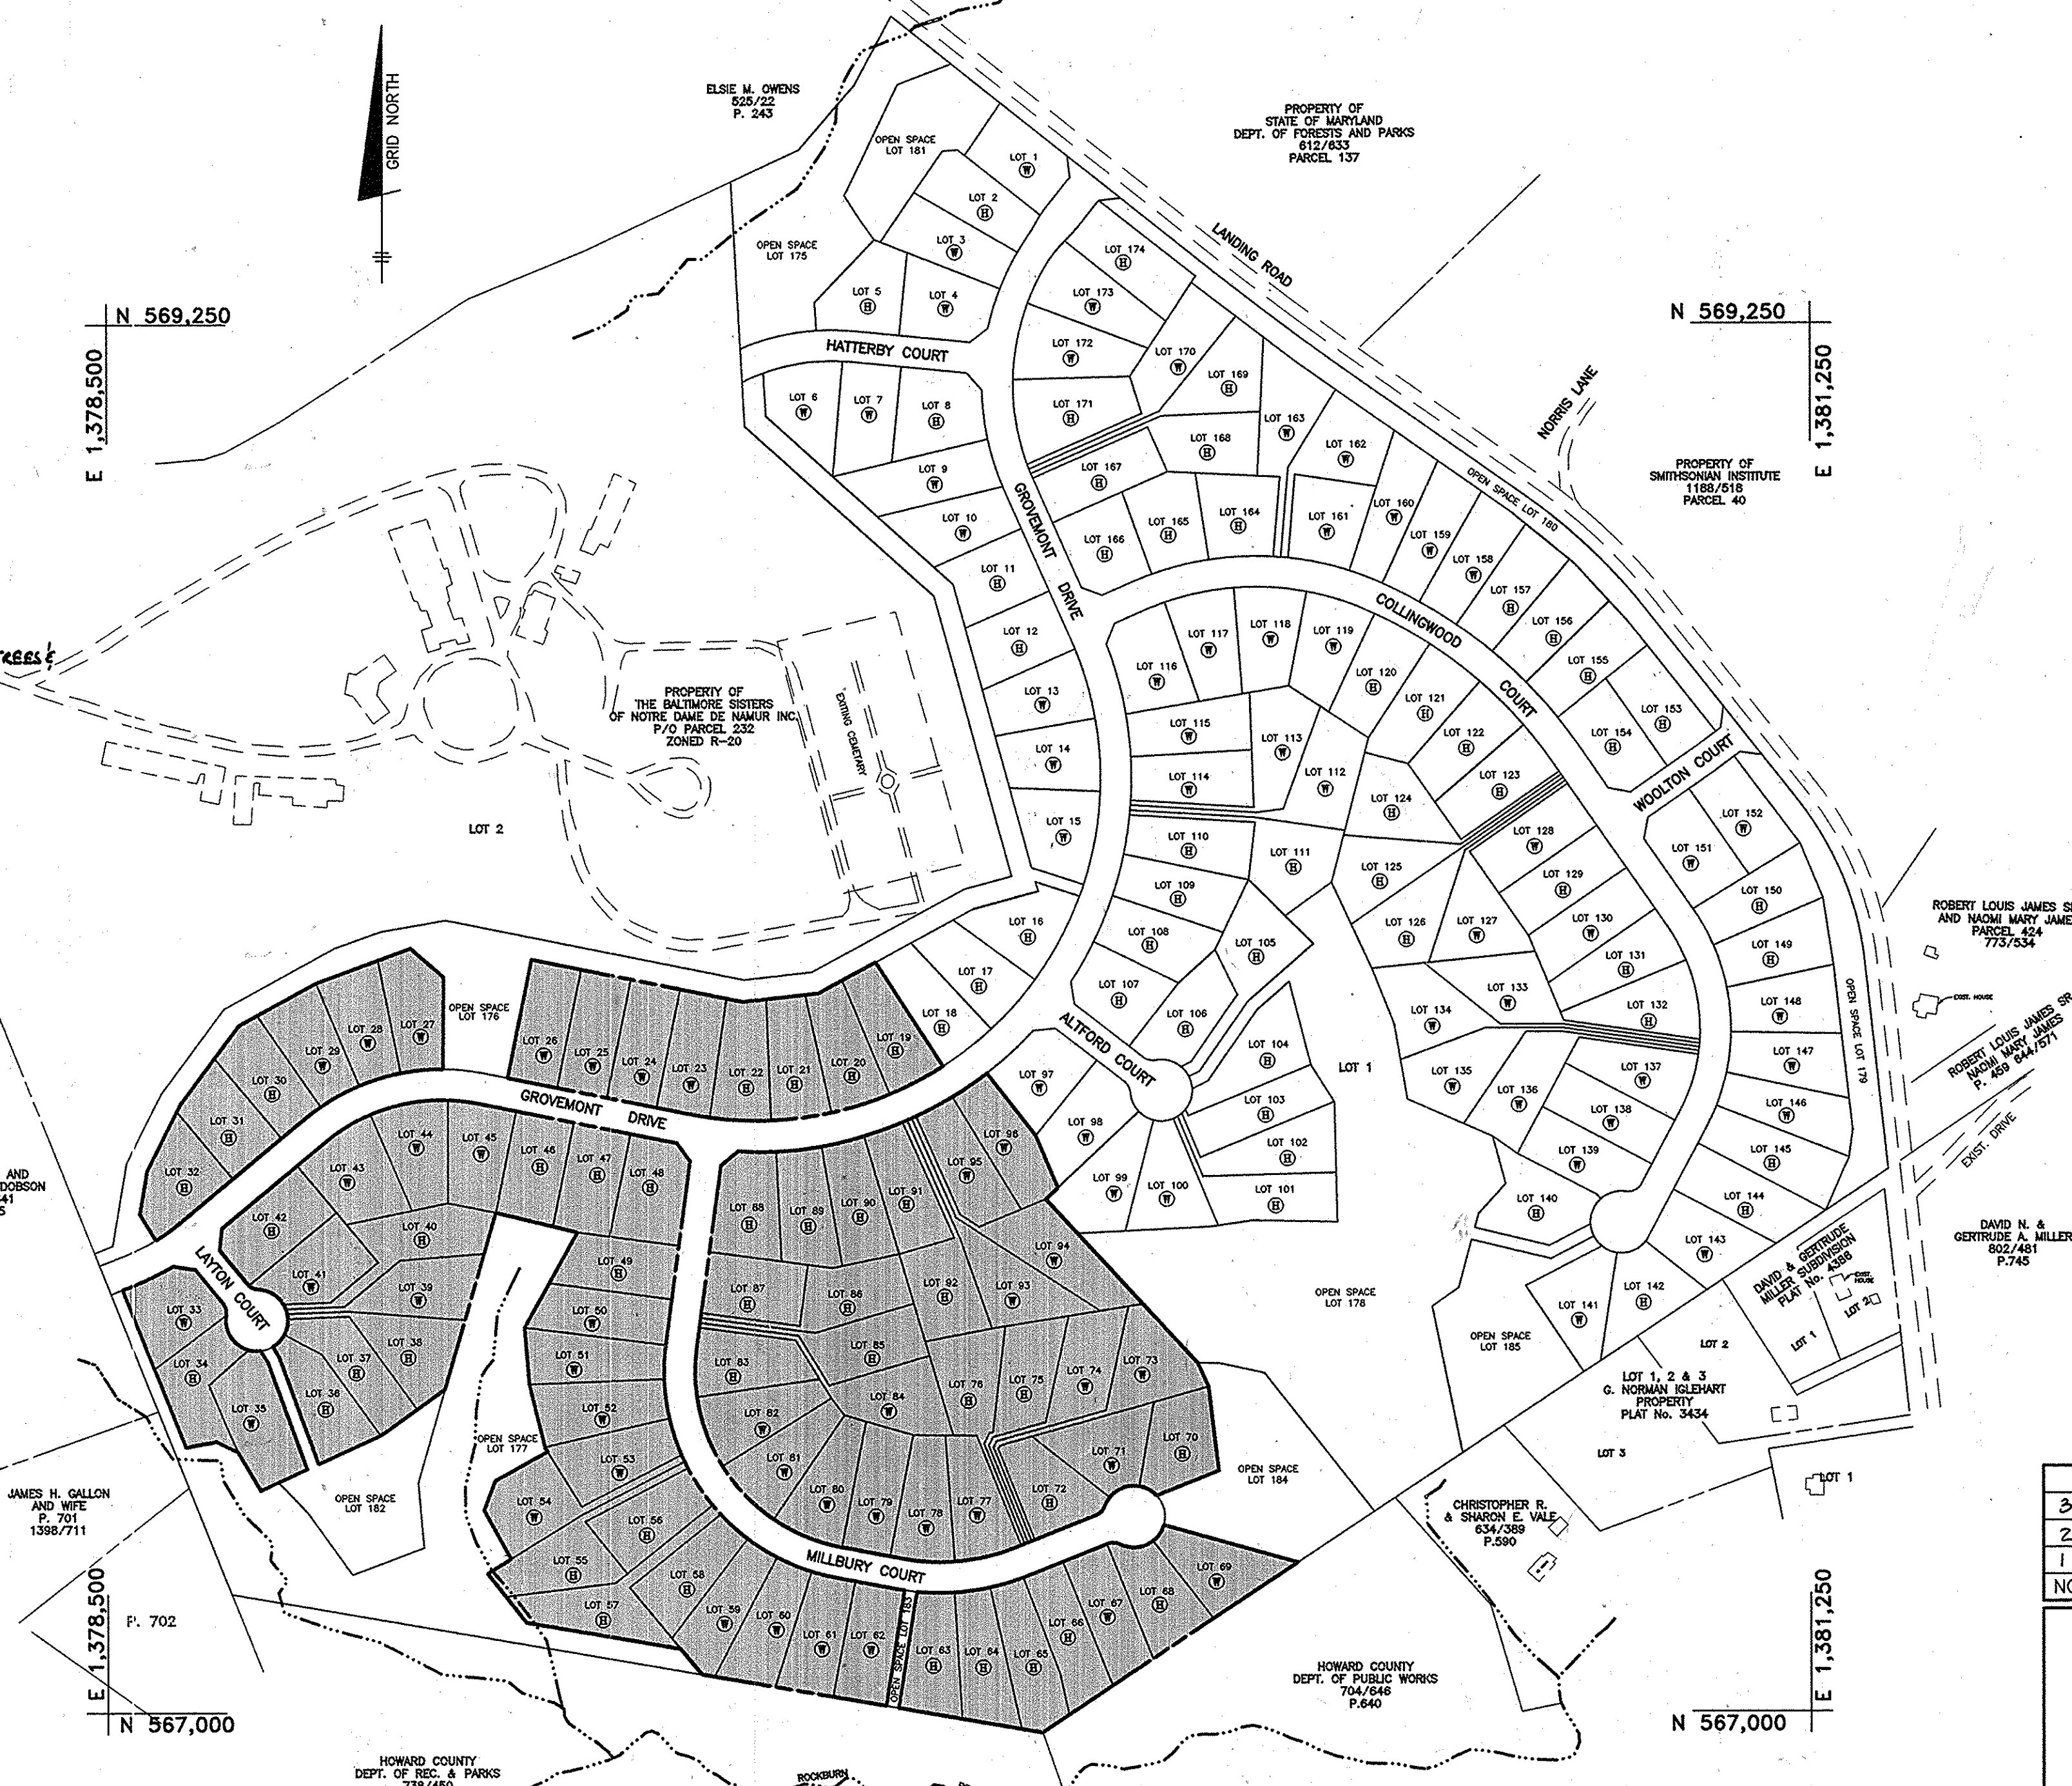 GRID NORTH
ELSIE M. OWENS
525/22
P. 243
PROPERTY OF
STATE OF MARYLAND
DEPT. OF FORESTS AND PARKS
612/633
PARCEL 137
OPEN SPACE
LOT 181
OPEN SPACE
LOT 175
LANDING ROAD
NORRIS LANE
N 569,250
E 1,378,500
N 569,250
E 1,381,250
PROPERTY OF
SMITHSONIAN INSTITUTE
1188/518
PARCEL 40
HATTERBY COURT
GROVEMONT DRIVE
COLLINGWOOD COURT
WOOLTON COURT
OPEN SPACE LOT 180
OPEN SPACE LOT 179
LOT 1 W
LOT 2 H
LOT 3 W
LOT 4 W
LOT 5 H
LOT 6 W
LOT 7 W
LOT 8 H
LOT 9 W
LOT 10 W
LOT 11 H
LOT 12 H
LOT 13 W
LOT 14 W
LOT 15 W
LOT 16 H
LOT 17 H
LOT 18 H
LOT 174 H
LOT 173 W
LOT 172 W
LOT 171 H
LOT 170 W
LOT 169 H
LOT 168 H
LOT 167 H
LOT 166 H
LOT 165 H
LOT 164 H
LOT 163 W
LOT 162 W
LOT 161 W
LOT 160 W
LOT 159 W
LOT 158 W
LOT 157 H
LOT 156 H
LOT 155 H
LOT 154 H
LOT 153 H
LOT 152 W
LOT 151 W
LOT 150 H
LOT 149 H
LOT 148 W
LOT 147 W
LOT 146 W
LOT 145 H
LOT 144 H
LOT 143 W
LOT 142 H
LOT 141 W
LOT 140 H
LOT 139 W
LOT 138 W
LOT 137 W
LOT 136 W
LOT 135 W
LOT 134 W
LOT 133 W
LOT 132 H
LOT 131 H
LOT 130 W
LOT 129 H
LOT 128 W
LOT 127 W
LOT 126 H
LOT 125 H
LOT 124 H
LOT 123 H
LOT 122 H
LOT 121 H
LOT 120 H
LOT 119 W
LOT 118 W
LOT 117 W
LOT 116 W
LOT 115 W
LOT 114 W
LOT 113 W
LOT 112 W
LOT 111 H
LOT 110 H
LOT 109 H
LOT 108 H
LOT 107 H
LOT 106 H
LOT 105 H
LOT 104 H
LOT 103 H
LOT 102 H
LOT 101 H
LOT 100 W
LOT 99 W
LOT 98 W
LOT 97 W
ALTFORD COURT
LOT 1
TREES &
PROPERTY OF
THE BALTIMORE SISTERS
OF NOTRE DAME DE NAMUR INC.
P/O PARCEL 232
ZONED R-20
EXITING CEMETARY
LOT 2
OPEN SPACE
LOT 176
GROVEMONT DRIVE
LOT 19 H
LOT 20 H
LOT 21 H
LOT 22 H
LOT 23 W
LOT 24 W
LOT 25 W
LOT 26 W
LOT 27 W
LOT 28 W
LOT 29 W
LOT 30 H
LOT 31 H
LOT 32 H
LOT 33 W
LOT 34 H
LOT 35 W
LOT 36 H
LOT 37 H
LOT 38 H
LOT 39 W
LOT 40 H
LOT 41 W
LOT 42 H
LOT 43 W
LOT 44 W
LOT 45 W
LOT 46 H
LOT 47 H
LOT 48 H
LOT 49 H
LOT 50 W
LOT 51 W
LOT 52 W
LOT 53 W
LOT 54 W
LOT 55 H
LOT 56 H
LOT 57 H
LOT 58 H
LOT 59 W
LOT 60 W
LOT 61 W
LOT 62 W
LOT 63 H
LOT 64 H
LOT 65 H
LOT 66 H
LOT 67 W
LOT 68 H
LOT 69 W
LOT 70 H
LOT 71 W
LOT 72 H
LOT 73 W
LOT 74 W
LOT 75 H
LOT 76 H
LOT 77 W
LOT 78 W
LOT 79 W
LOT 80 W
LOT 81 W
LOT 82 W
LOT 83 H
LOT 84 W
LOT 85 H
LOT 86 H
LOT 87 H
LOT 88 H
LOT 89 H
LOT 90 H
LOT 91 H
LOT 92 H
LOT 93 W
LOT 94 W
LOT 95 W
LOT 96 W
LAYTON COURT
MILLBURY COURT
OPEN SPACE
LOT 177
OPEN SPACE
LOT 182
OPEN SPACE LOT 183
OPEN SPACE
LOT 184
OPEN SPACE
LOT 178
OPEN SPACE
LOT 185
ROBERT LOUIS JAMES S
AND NAOMI MARY JAME
PARCEL 424
773/534
EXIST. HOUSE
ROBERT LOUIS JAMES SR
NAOMI MARY JAMES
P. 459 644/571
EXIST. DRIVE
DAVID N. &
GERTRUDE A. MILLER
802/481
P.745
DAVID & GERTRUDE
MILLER SUBDIVISION
PLAT No. 4386
EXIST. HOUSE
LOT 1
LOT 2
LOT 2
LOT 1, 2 & 3
G. NORMAN IGLEHART
PROPERTY
PLAT No. 3434
LOT 3
LOT 1
CHRISTOPHER R.
& SHARON E. VALE
634/389
P.590
AND
DOBSON
41
S
JAMES H. GALLON
AND WIFE
P. 701
1398/711
P. 702
E 1,378,500
N 567,000
HOWARD COUNTY
DEPT. OF REC. & PARKS
738/450
ROCKBURN
HOWARD COUNTY
DEPT. OF PUBLIC WORKS
704/646
P.640
E 1,381,250
N 567,000
3
2
1
NO